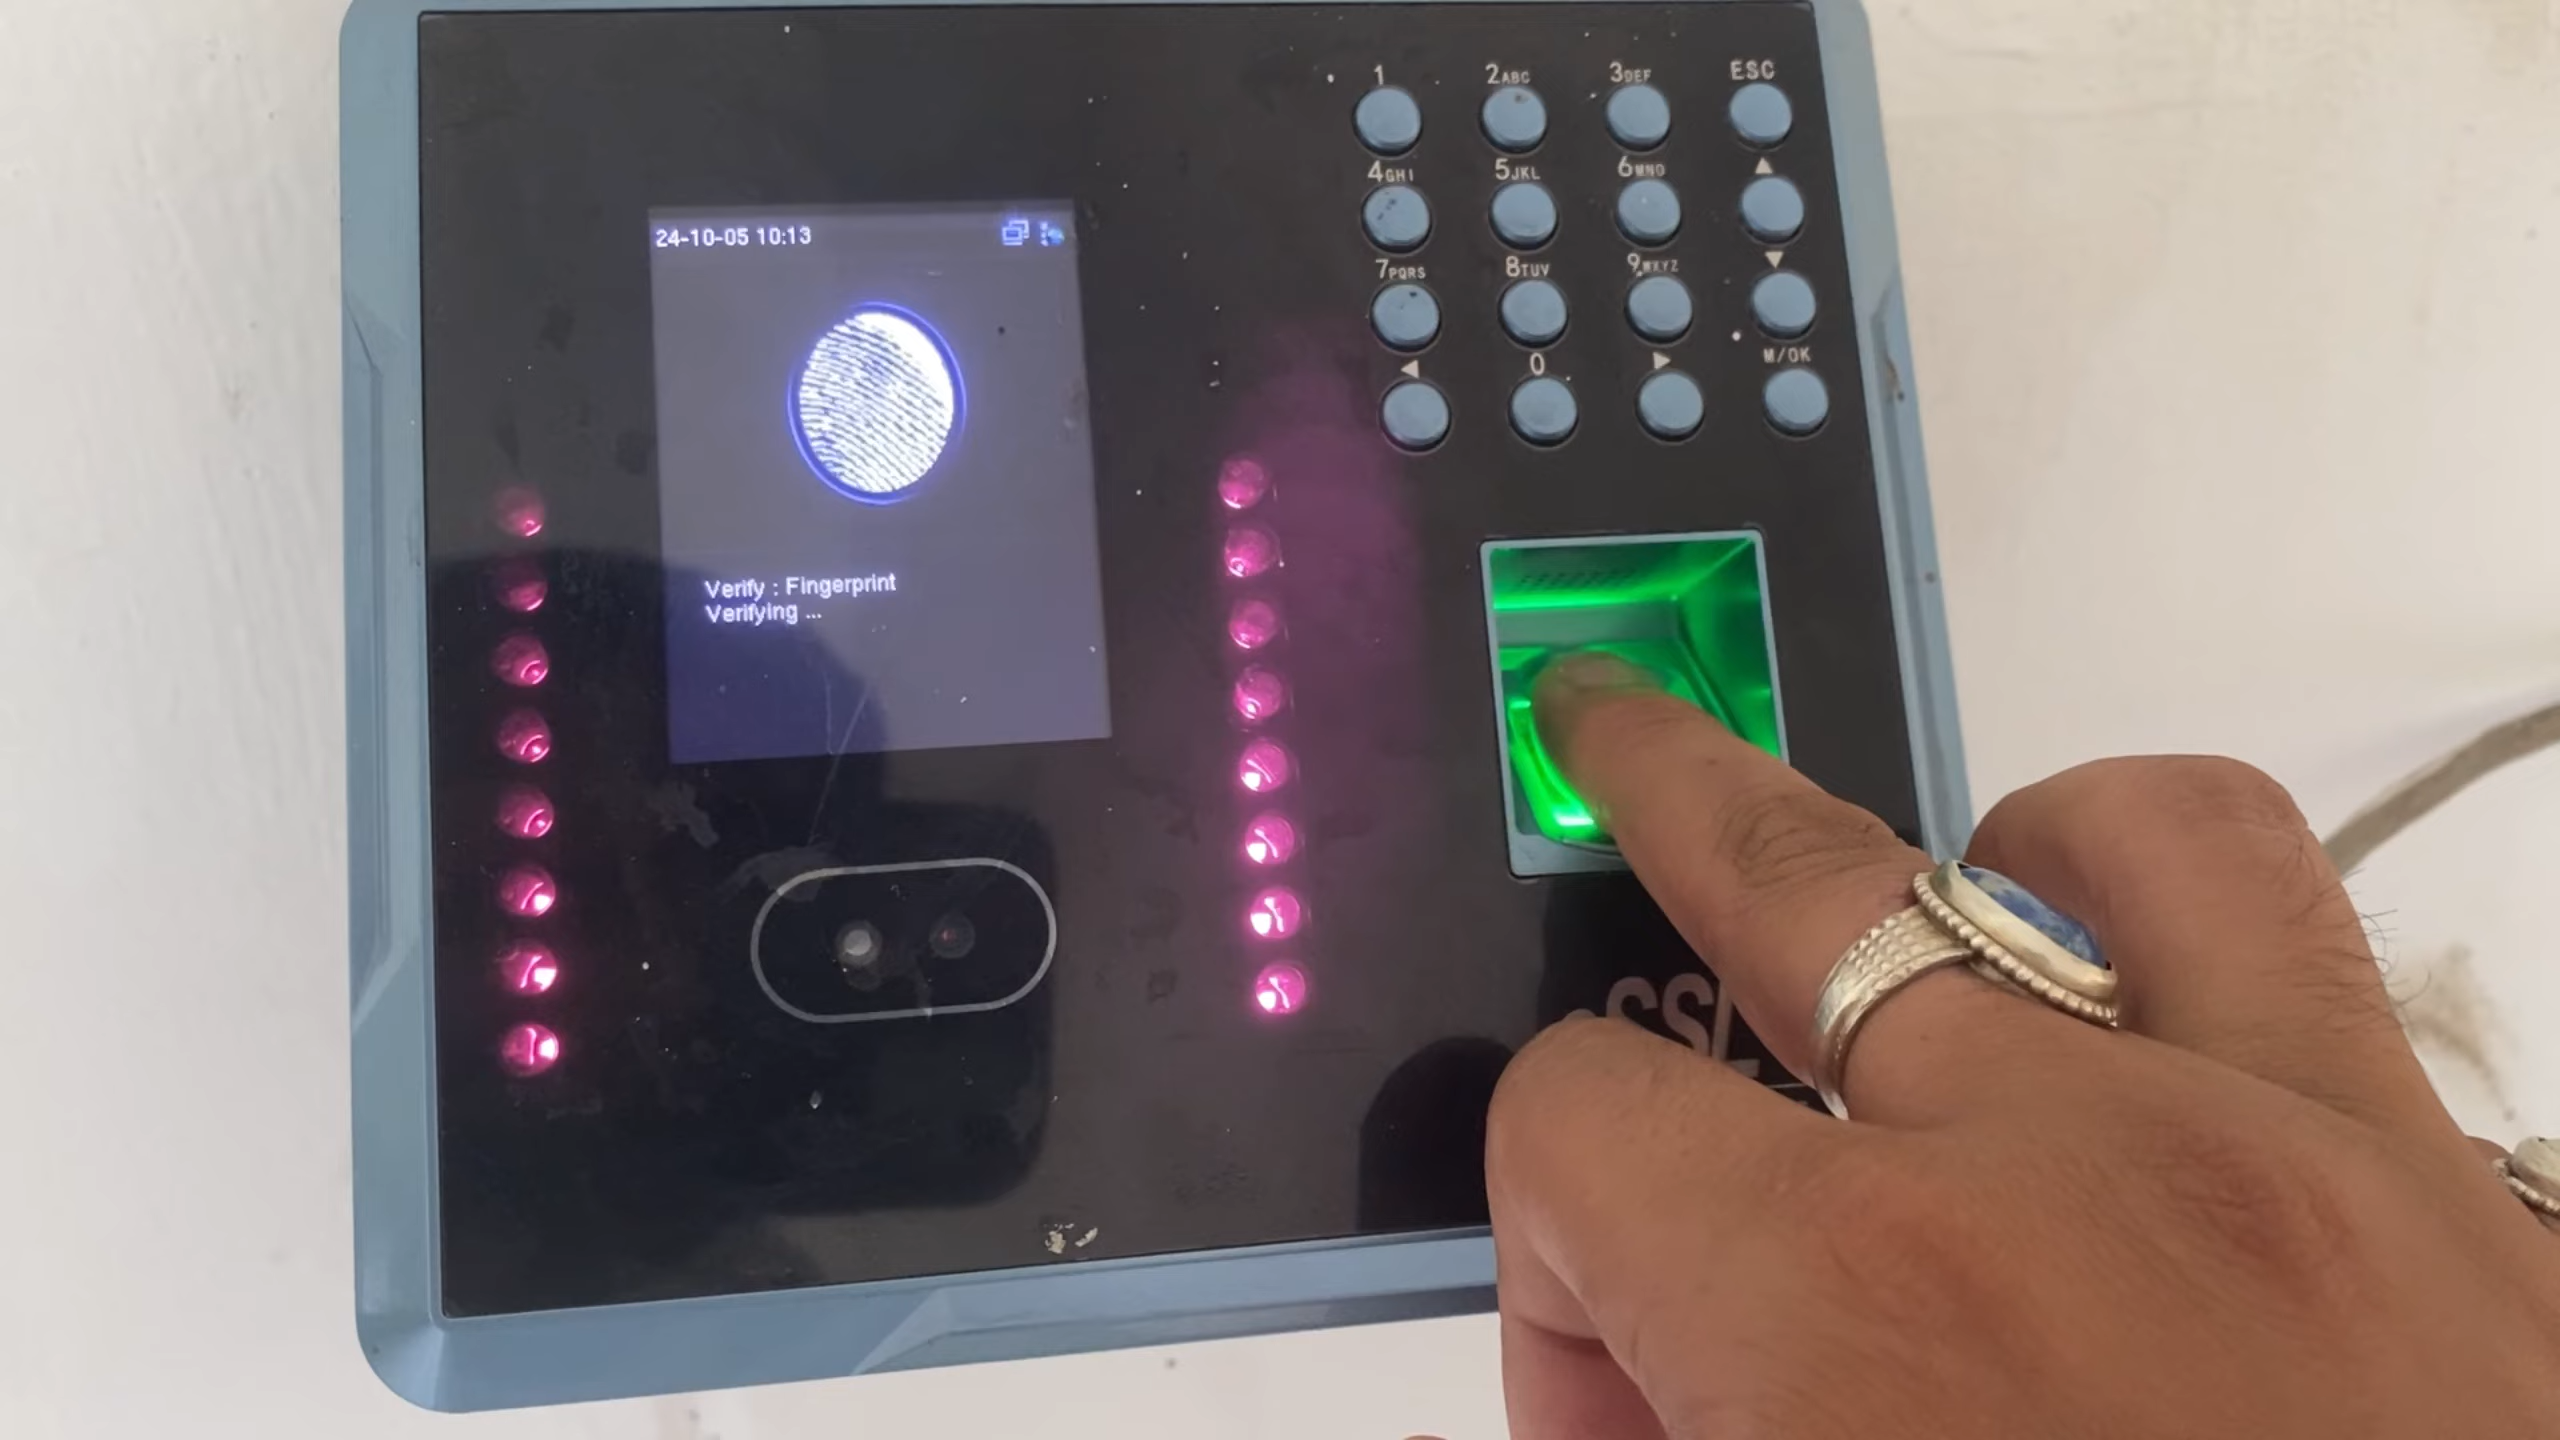 24-10-05 10:13
Verify : Fingerprint
Verifying ...
1 2ABC 3DEF ESC
4GHI 5JKL 6MNO
7PQRS 8TUV 9WXYZ
0 M/OK